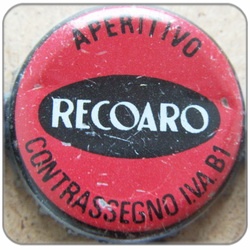 APERITIVO
RECOARO
CONTRASSEGNO I.V.A. B1